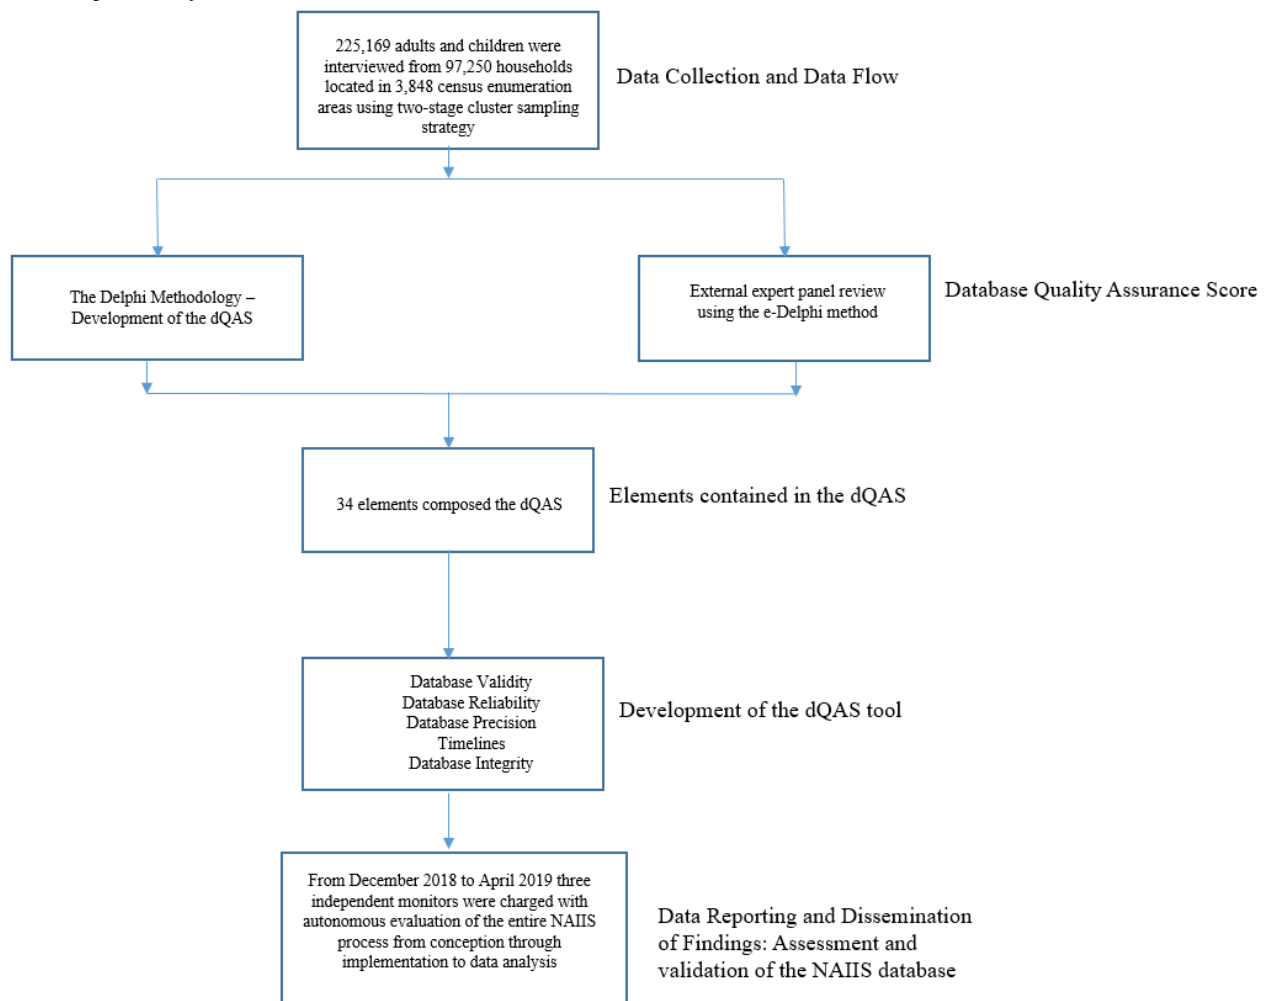 225,169 adults and children were
interviewed from 97,250 households
located in 3,848 census enumeration
areas using two-stage cluster sampling
strategy
Data Collection and Data Flow
The Delphi Methodology –
Development of the dQAS
External expert panel review
using the e-Delphi method
Database Quality Assurance Score
34 elements composed the dQAS
Elements contained in the dQAS
Database Validity
Database Reliability
Database Precision
Timelines
Database Integrity
Development of the dQAS tool
From December 2018 to April 2019 three
independent monitors were charged with
autonomous evaluation of the entire NAIIS
process from conception through
implementation to data analysis
Data Reporting and Dissemination
of Findings: Assessment and
validation of the NAIIS database